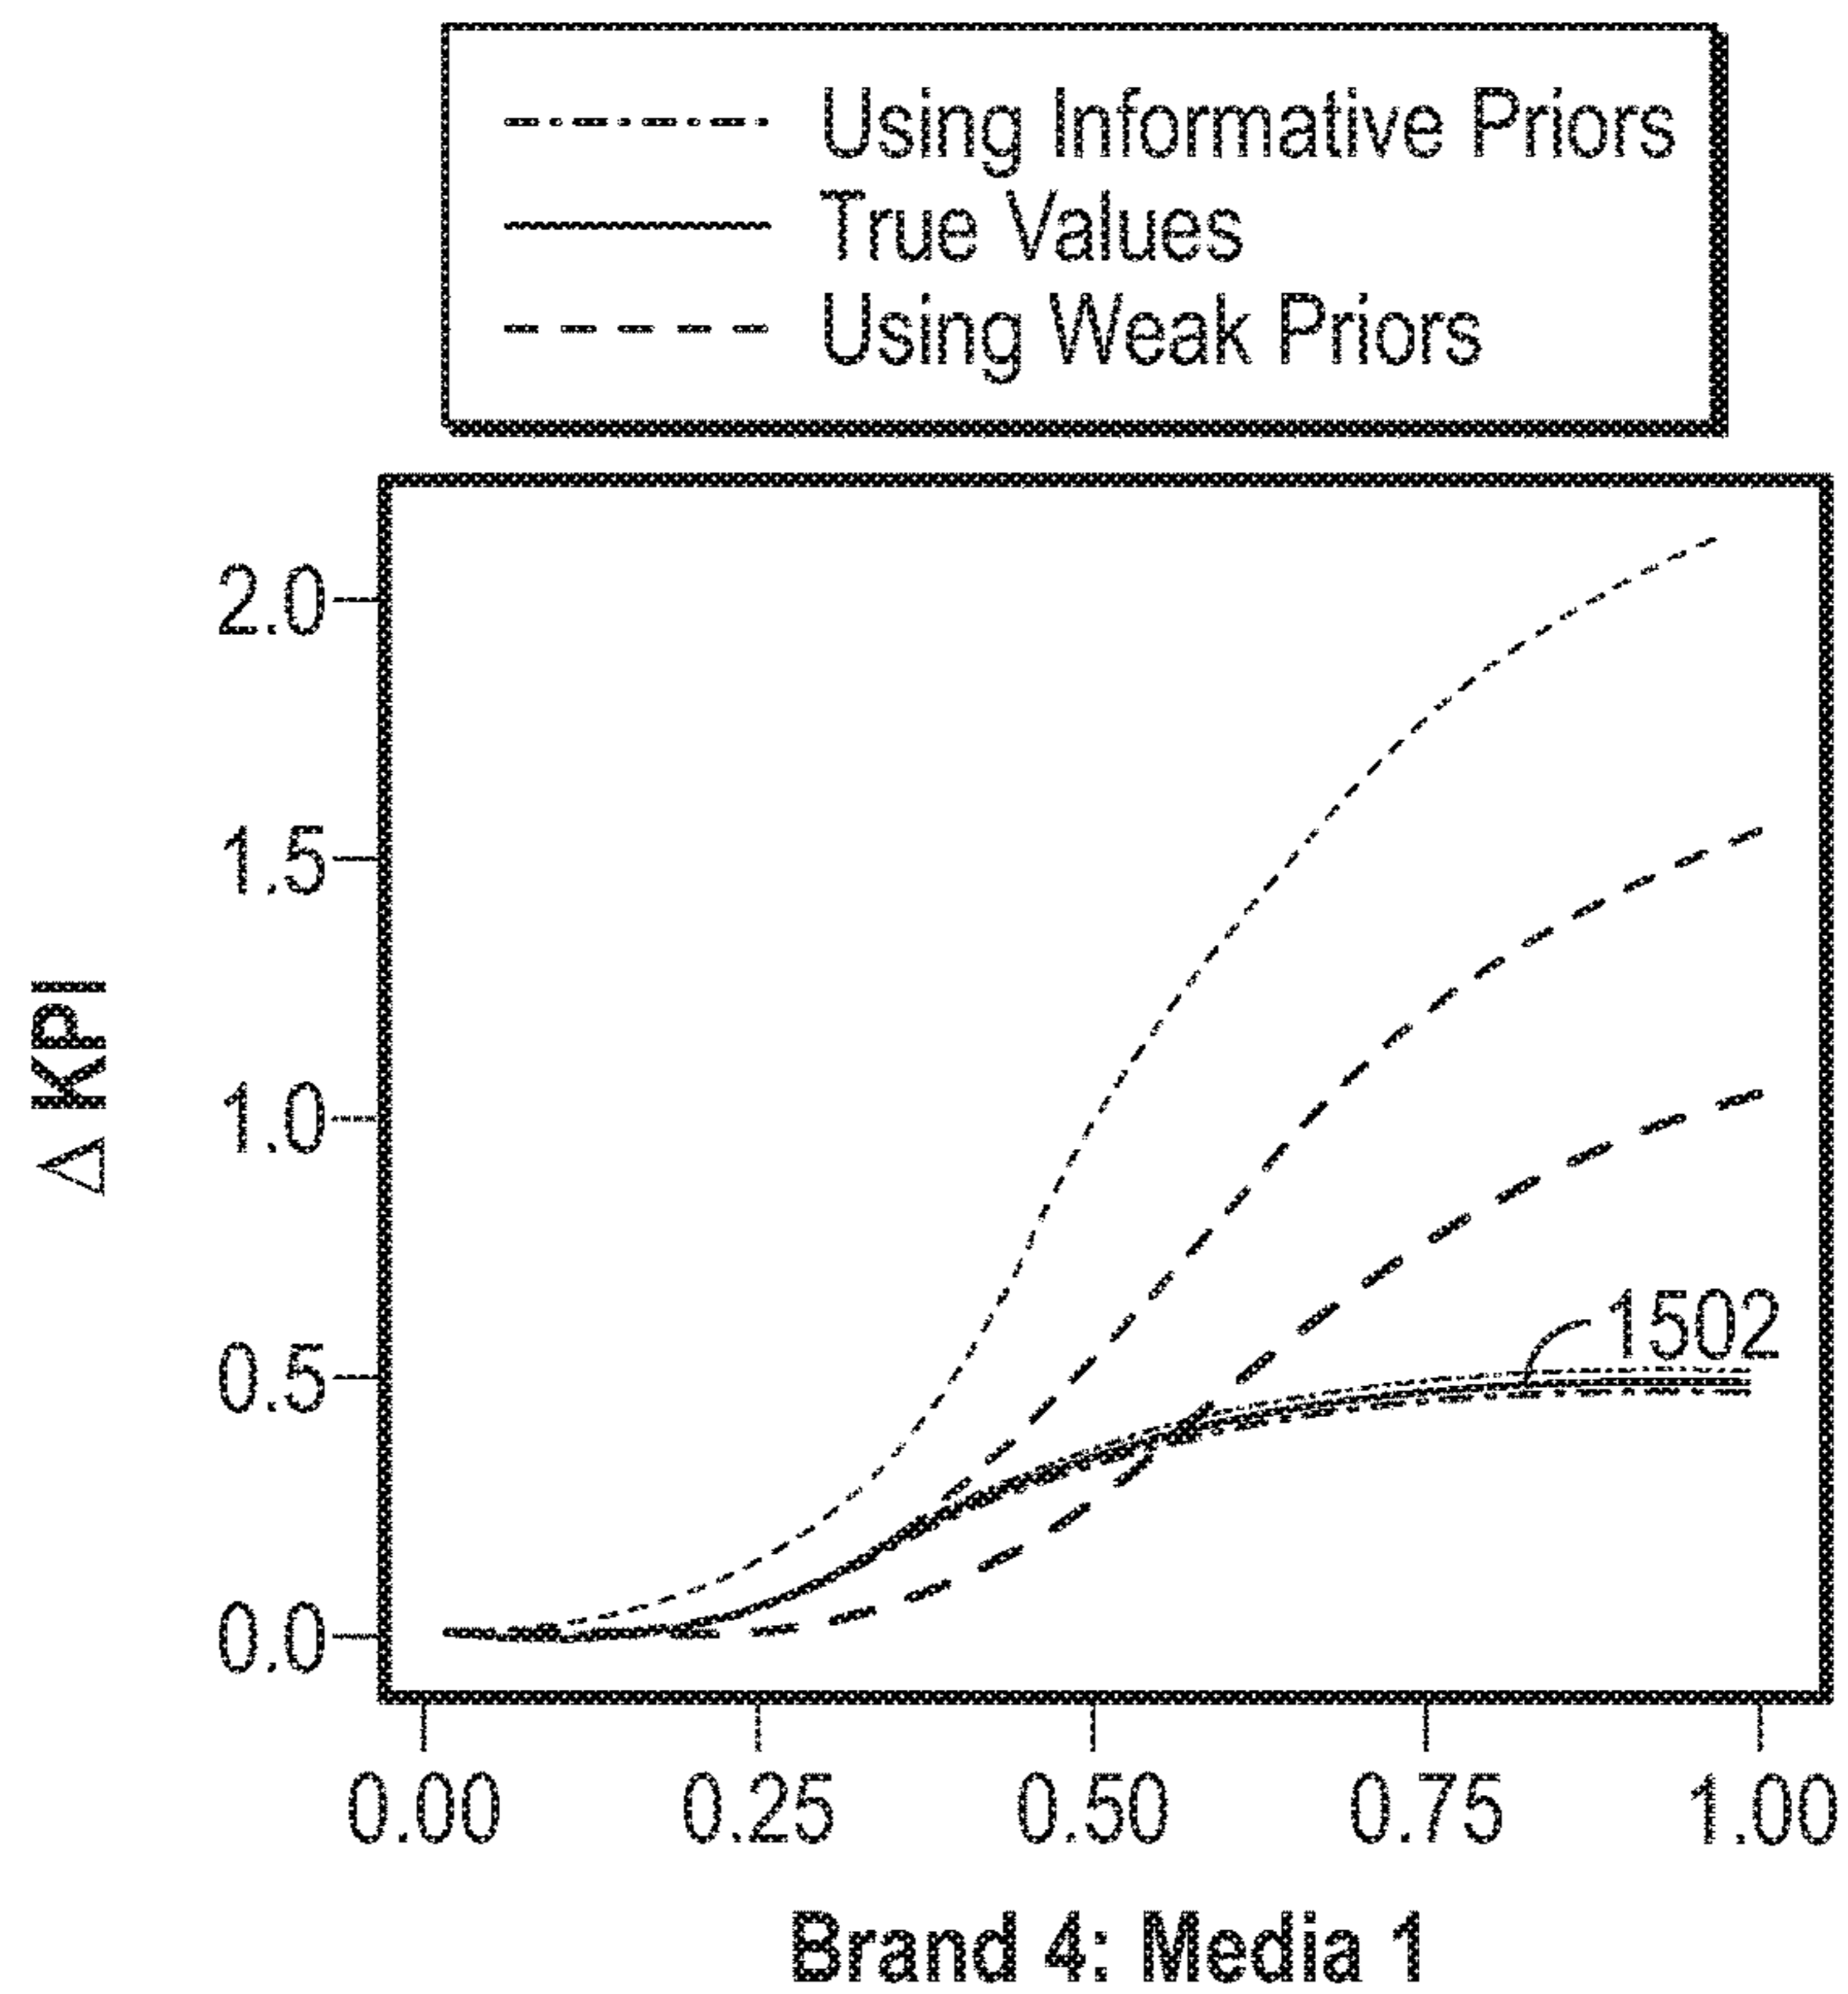 Using Informative Priors
True Values
Using Weak Priors
2.0
1.5
1.0
0.5
0.0
Δ KPI
1502
0.00 0.25 0.50 0.75 1.00
Brand 4: Media 1